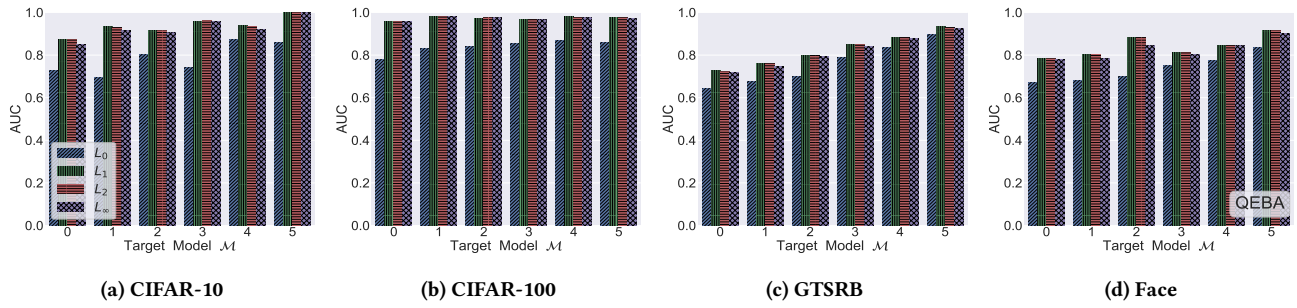 1.0
0.8
0.6
0.4
0.2
0.0
AUC
L₀
L₁
L₂
L∞
0 1 2 3 4 5
Target Model ℳ
(a) CIFAR-10
1.0
0.8
0.6
0.4
0.2
0.0
AUC
0 1 2 3 4 5
Target Model ℳ
(b) CIFAR-100
1.0
0.8
0.6
0.4
0.2
0.0
AUC
0 1 2 3 4 5
Target Model ℳ
(c) GTSRB
1.0
0.8
0.6
0.4
0.2
0.0
AUC
QEBA
0 1 2 3 4 5
Target Model ℳ
(d) Face